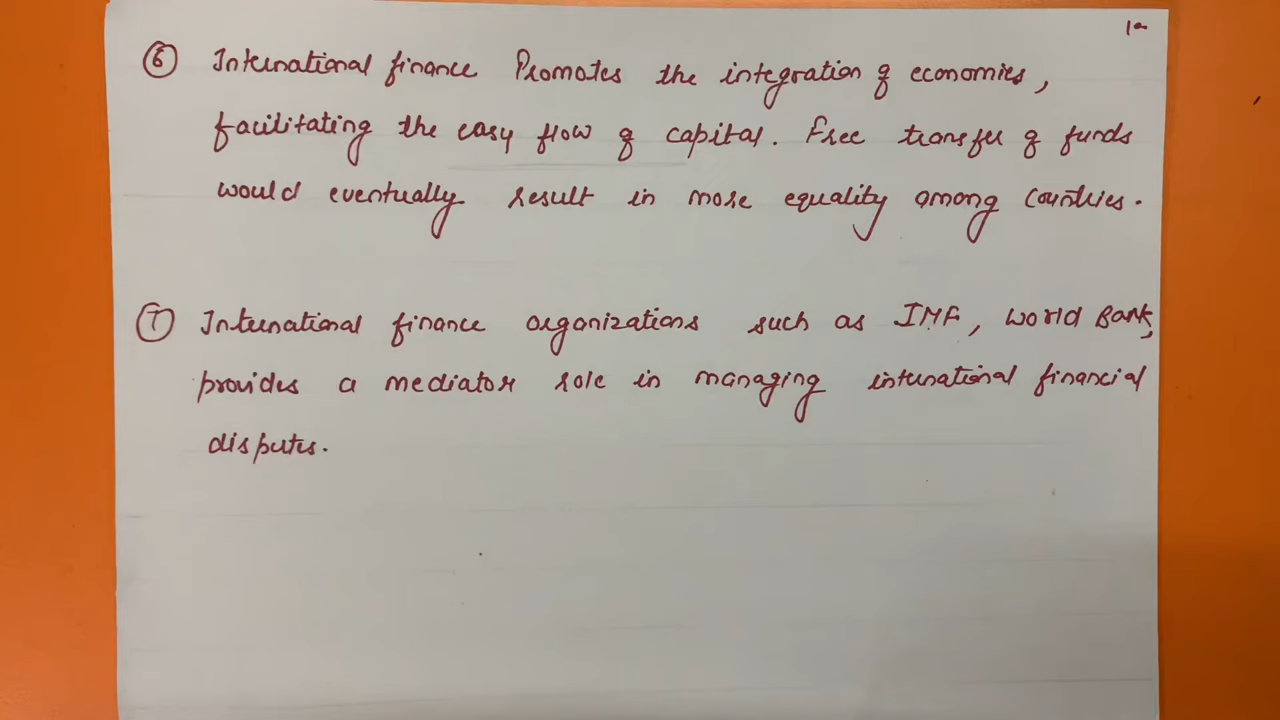 ⑥ International finance Promotes the integration of economies,
facilitating the easy flow of capital. Free transfer of funds
would eventually result in more equality among countries.
⑦ International finance organizations such as IMF, World Bank,
provides a mediator role in managing international financial
disputes.